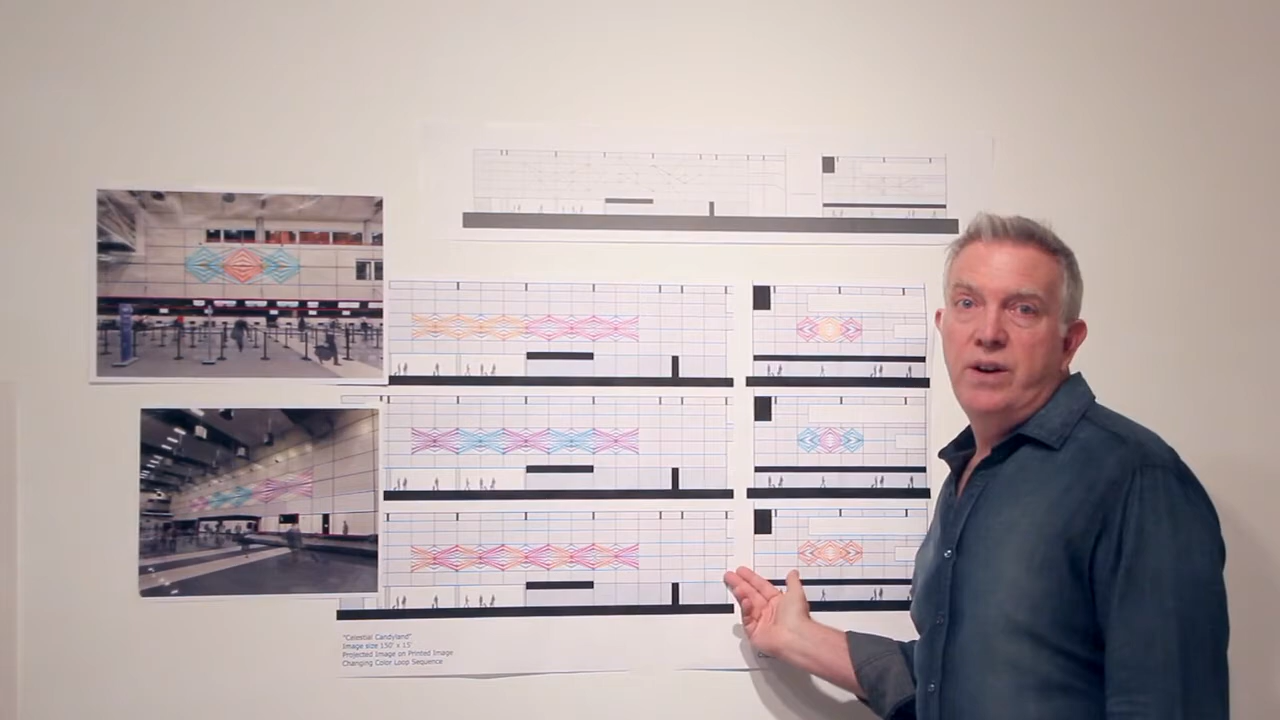 "Celestial Candyland"
Image size 150' x 15'
Projected Image on Printed Image
Changing Color Loop Sequence